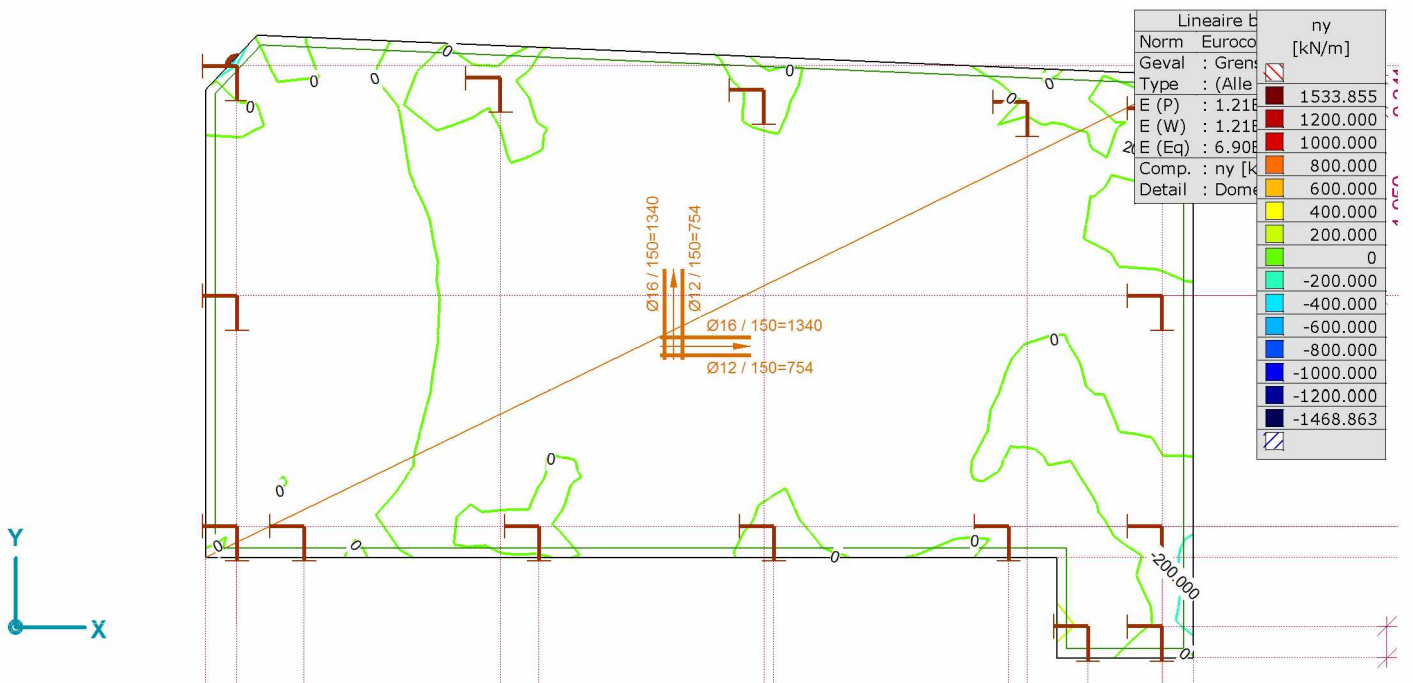 Lineaire b
Norm Euroco
Geval : Grens
Type : (Alle
E (P) : 1.21E
E (W) : 1.21E
E (Eq) : 6.90E
Comp. : ny [k
Detail : Dome
ny
[kN/m]
1533.855
1200.000
1000.000
800.000
600.000
400.000
200.000
0
-200.000
-400.000
-600.000
-800.000
-1000.000
-1200.000
-1468.863
0
0
0
0
0
0
0
0
Ø16 / 150=1340
Ø12 / 150=754
Ø16 / 150=1340
Ø12 / 150=754
0
0
0
0
0
0
0
-200.000
0
Y
X